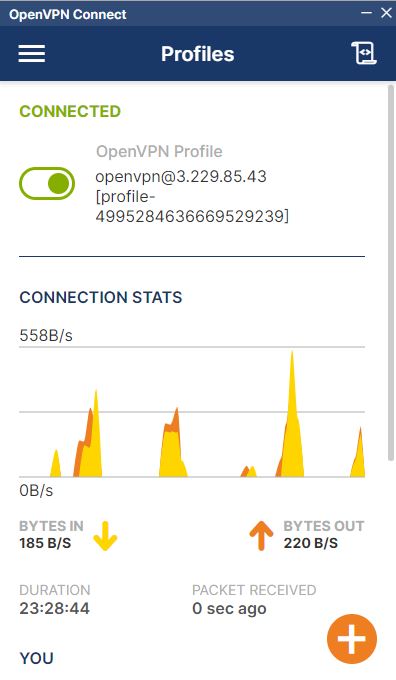 OpenVPN Connect
Profiles
CONNECTED
OpenVPN Profile
openvpn@3.229.85.43
[profile-
4995284636669529239]
CONNECTION STATS
558B/s
0B/s
BYTES IN
185 B/S
BYTES OUT
220 B/S
DURATION
23:28:44
PACKET RECEIVED
0 sec ago
YOU